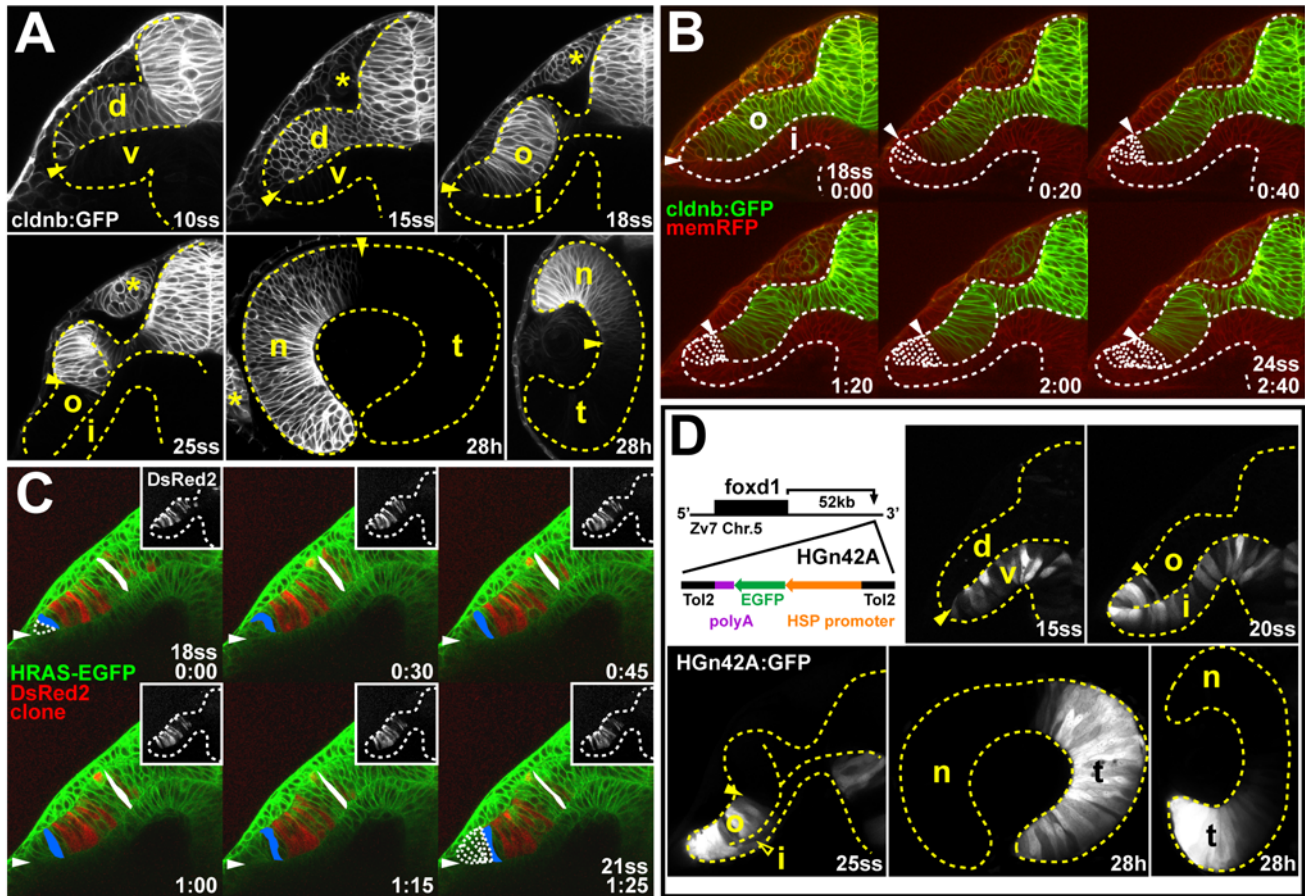 A
d
v
cldnb:GFP
10ss
*
d
v
15ss
*
o
i
18ss
*
o
i
25ss
n
t
*
28h
n
t
28h
B
cldnb:GFP
memRFP
o
i
18ss
0:00
0:20
0:40
1:20
2:00
24ss
2:40
C
DsRed2
HRAS-EGFP
DsRed2
clone
18ss
0:00
0:30
0:45
1:00
1:15
21ss
1:25
D
foxd1
52kb
5'
3'
Zv7 Chr.5
HGn42A
EGFP
Tol2
Tol2
polyA
HSP promoter
d
v
15ss
o
i
20ss
HGn42A:GFP
o
i
25ss
n
t
28h
n
t
28h